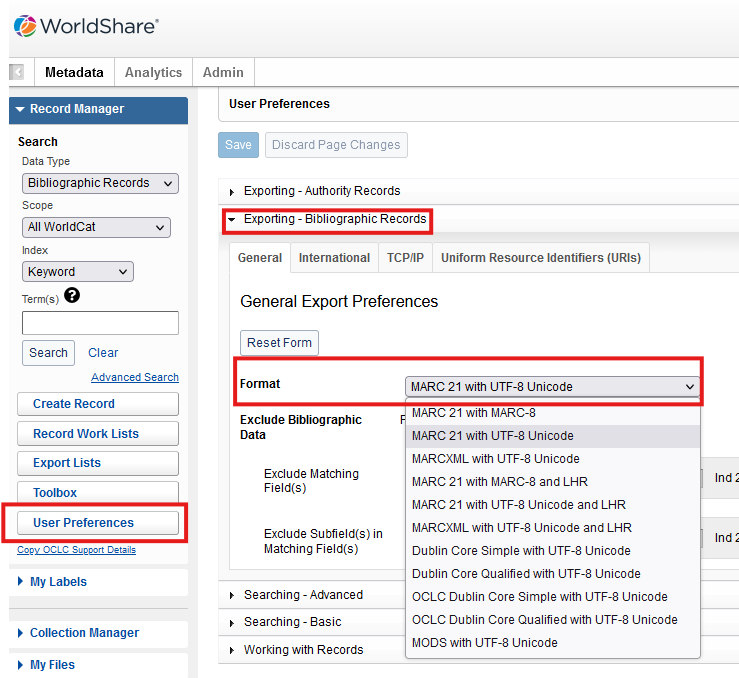 WorldShare®
Metadata
Analytics
Admin
Record Manager
Search
Data Type
Bibliographic Records
Scope
All WorldCat
Index
Keyword
Term(s) ?
Search
Clear
Advanced Search
Create Record
Record Work Lists
Export Lists
Toolbox
User Preferences
Copy OCLC Support Details
My Labels
Collection Manager
My Files
User Preferences
Save
Discard Page Changes
Exporting - Authority Records
Exporting - Bibliographic Records
General
International
TCP/IP
Uniform Resource Identifiers (URIs)
General Export Preferences
Reset Form
Format
MARC 21 with UTF-8 Unicode
MARC 21 with MARC-8
MARC 21 with UTF-8 Unicode
MARCXML with UTF-8 Unicode
MARC 21 with MARC-8 and LHR
MARC 21 with UTF-8 Unicode and LHR
MARCXML with UTF-8 Unicode and LHR
Dublin Core Simple with UTF-8 Unicode
Dublin Core Qualified with UTF-8 Unicode
OCLC Dublin Core Simple with UTF-8 Unicode
OCLC Dublin Core Qualified with UTF-8 Unicode
MODS with UTF-8 Unicode
Exclude Bibliographic
Data
Exclude Matching
Field(s)
Ind 2
Exclude Subfield(s) in
Matching Field(s)
Ind 2
Searching - Advanced
Searching - Basic
Working with Records